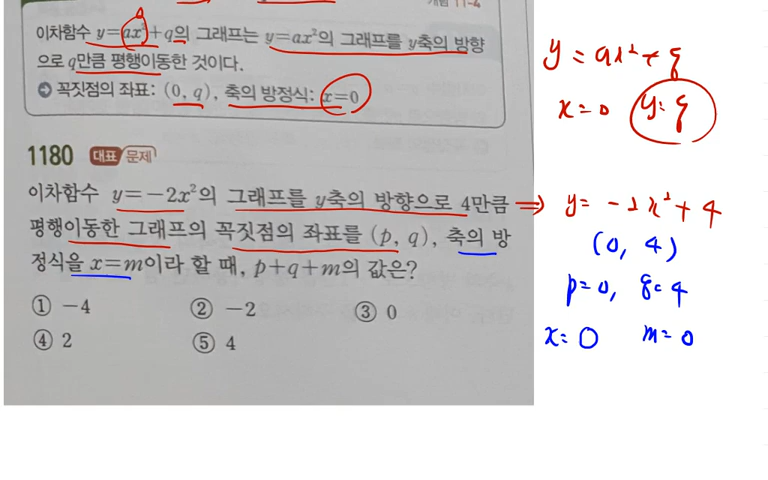 개념 11-4
이차함수 y=ax²+q의 그래프는 y=ax²의 그래프를 y축의 방향
으로 q만큼 평행이동한 것이다.
➲ 꼭짓점의 좌표: (0, q), 축의 방정식: x=0
y=ax²+q
x=0 y=q
1180 대표 문제
이차함수 y=-2x²의 그래프를 y축의 방향으로 4만큼
평행이동한 그래프의 꼭짓점의 좌표를 (p, q), 축의 방
정식을 x=m이라 할 때, p+q+m의 값은?
① -4 ② -2 ③ 0
④ 2 ⑤ 4
⇒ y=-2x²+4
(0, 4)
p=0, q=4
x=0 m=0